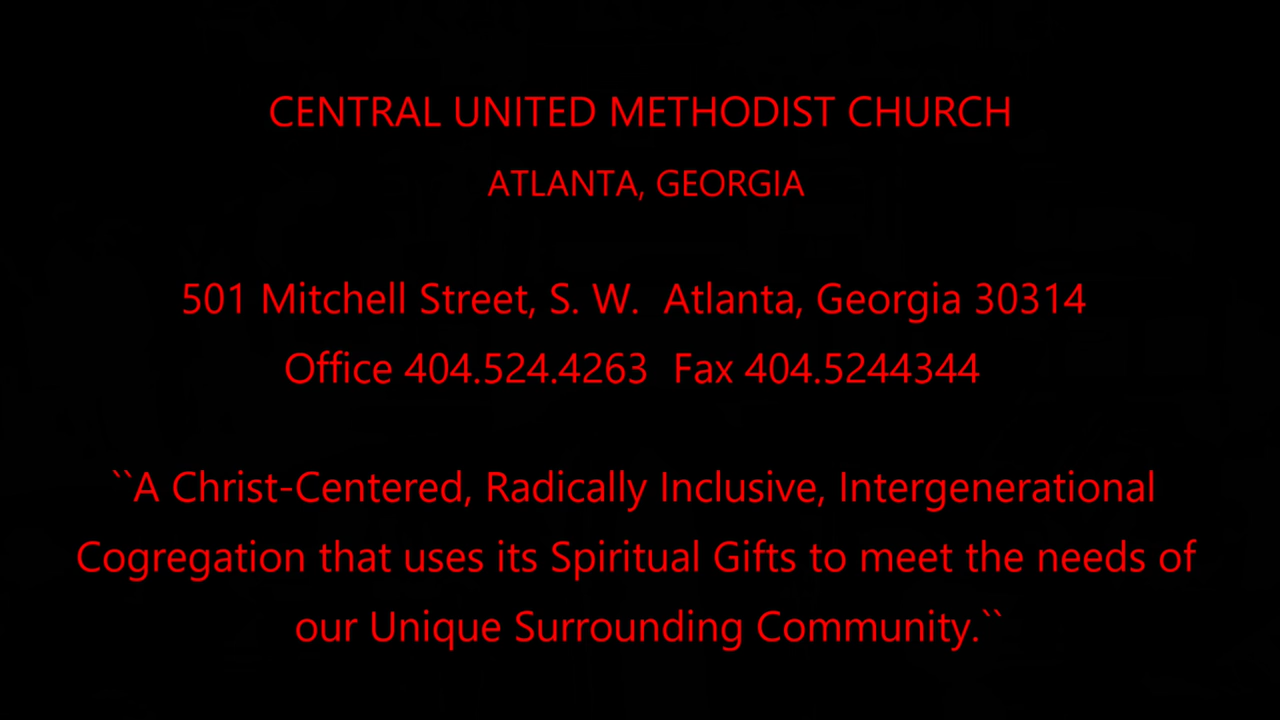 CENTRAL UNITED METHODIST CHURCH
ATLANTA, GEORGIA
501 Mitchell Street, S. W.  Atlanta, Georgia 30314
Office 404.524.4263  Fax 404.5244344
``A Christ-Centered, Radically Inclusive, Intergenerational
Cogregation that uses its Spiritual Gifts to meet the needs of
our Unique Surrounding Community.``